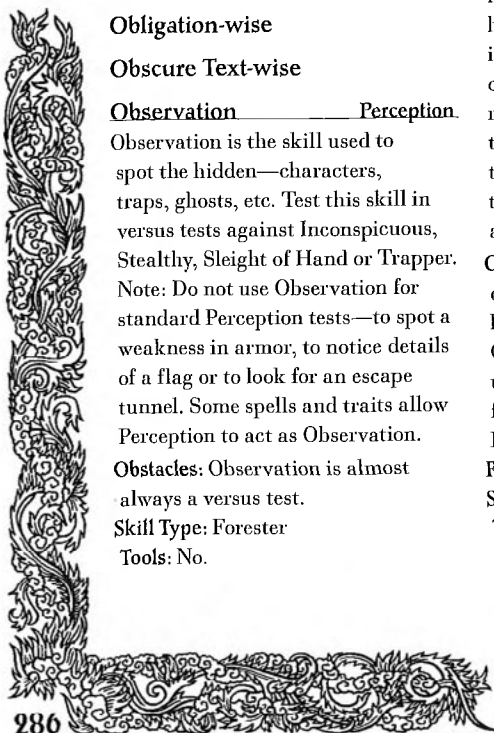 Obligation-wise
Obscure Text-wise
Observation Perception
Observation is the skill used to
spot the hidden—characters,
traps, ghosts, etc. Test this skill in
versus tests against Inconspicuous,
Stealthy, Sleight of Hand or Trapper.
Note: Do not use Observation for
standard Perception tests—to spot a
weakness in armor, to notice details
of a flag or to look for an escape
tunnel. Some spells and traits allow
Perception to act as Observation.
Obstacles: Observation is almost
always a versus test.
Skill Type: Forester
Tools: No.
286